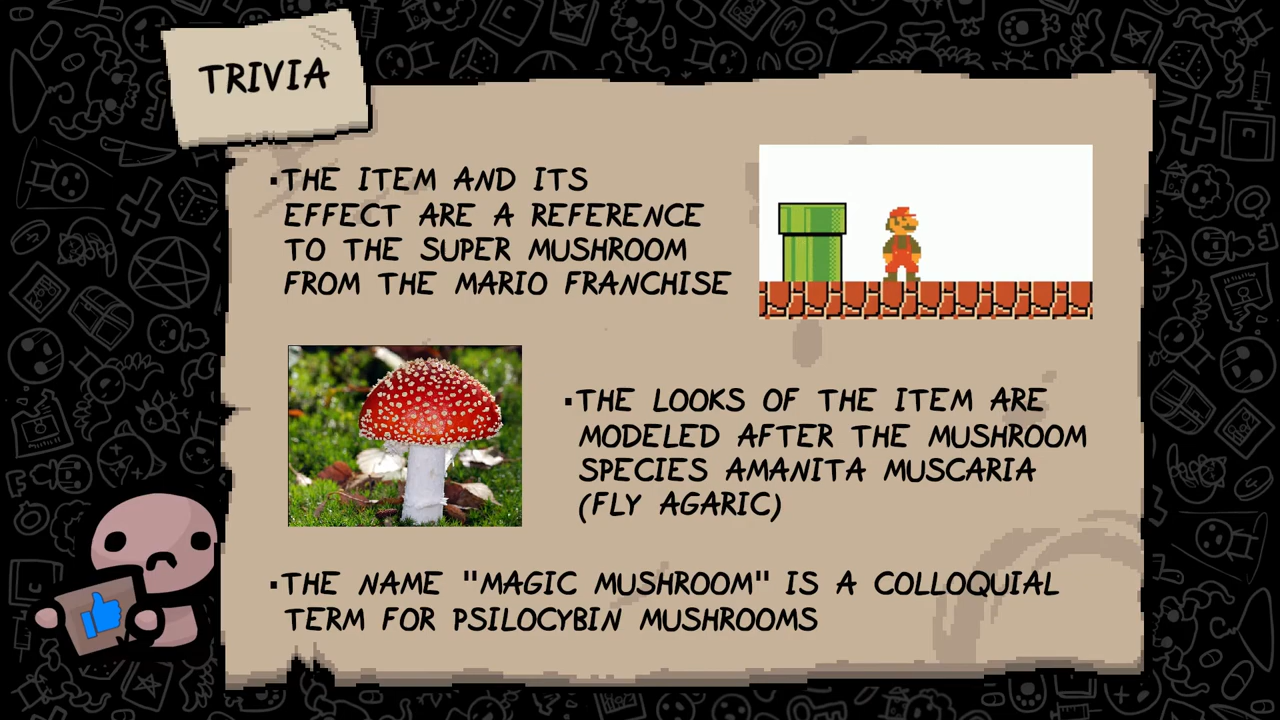 TRIVIA
▪THE ITEM AND ITS
EFFECT ARE A REFERENCE
TO THE SUPER MUSHROOM
FROM THE MARIO FRANCHISE
▪THE LOOKS OF THE ITEM ARE
MODELED AFTER THE MUSHROOM
SPECIES AMANITA MUSCARIA
(FLY AGARIC)
▪THE NAME "MAGIC MUSHROOM" IS A COLLOQUIAL
TERM FOR PSILOCYBIN MUSHROOMS